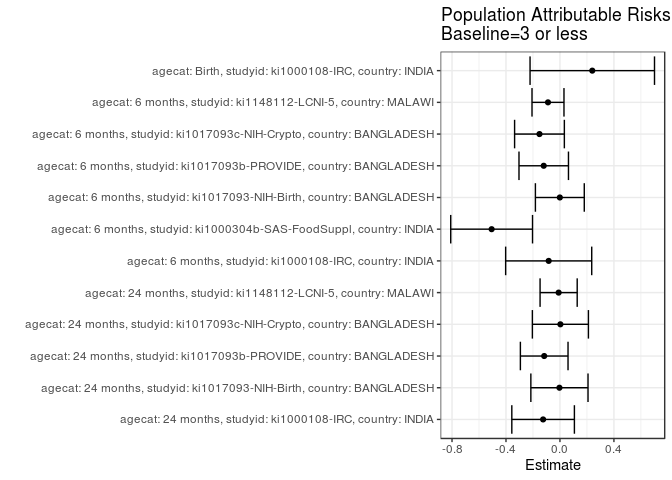 Population Attributable Risks
Baseline=3 or less
agecat: Birth, studyid: ki1000108-IRC, country: INDIA
agecat: 6 months, studyid: ki1148112-LCNI-5, country: MALAWI
agecat: 6 months, studyid: ki1017093c-NIH-Crypto, country: BANGLADESH
agecat: 6 months, studyid: ki1017093b-PROVIDE, country: BANGLADESH
agecat: 6 months, studyid: ki1017093-NIH-Birth, country: BANGLADESH
agecat: 6 months, studyid: ki1000304b-SAS-FoodSuppl, country: INDIA
agecat: 6 months, studyid: ki1000108-IRC, country: INDIA
agecat: 24 months, studyid: ki1148112-LCNI-5, country: MALAWI
agecat: 24 months, studyid: ki1017093c-NIH-Crypto, country: BANGLADESH
agecat: 24 months, studyid: ki1017093b-PROVIDE, country: BANGLADESH
agecat: 24 months, studyid: ki1017093-NIH-Birth, country: BANGLADESH
agecat: 24 months, studyid: ki1000108-IRC, country: INDIA
-0.8 -0.4 0.0 0.4
Estimate